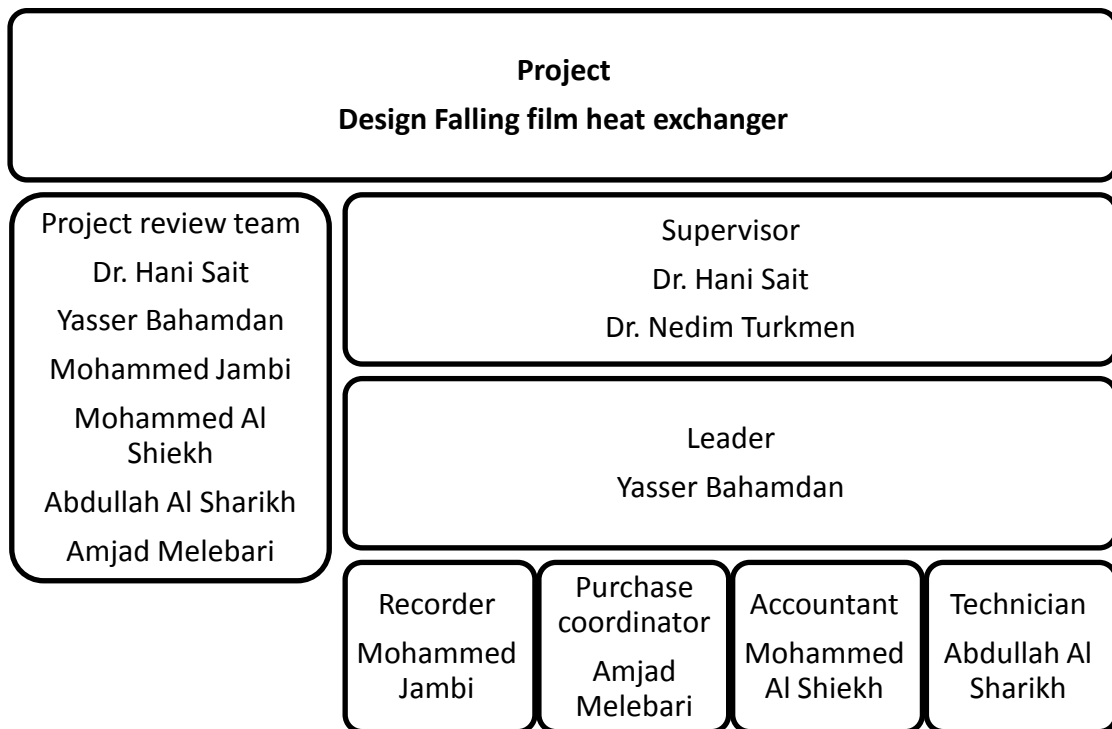 Project
Design Falling film heat exchanger
Project review team
Dr. Hani Sait
Yasser Bahamdan
Mohammed Jambi
Mohammed Al
Shiekh
Abdullah Al Sharikh
Amjad Melebari
Supervisor
Dr. Hani Sait
Dr. Nedim Turkmen
Leader
Yasser Bahamdan
Recorder
Mohammed
Jambi
Purchase
coordinator
Amjad
Melebari
Accountant
Mohammed
Al Shiekh
Technician
Abdullah Al
Sharikh